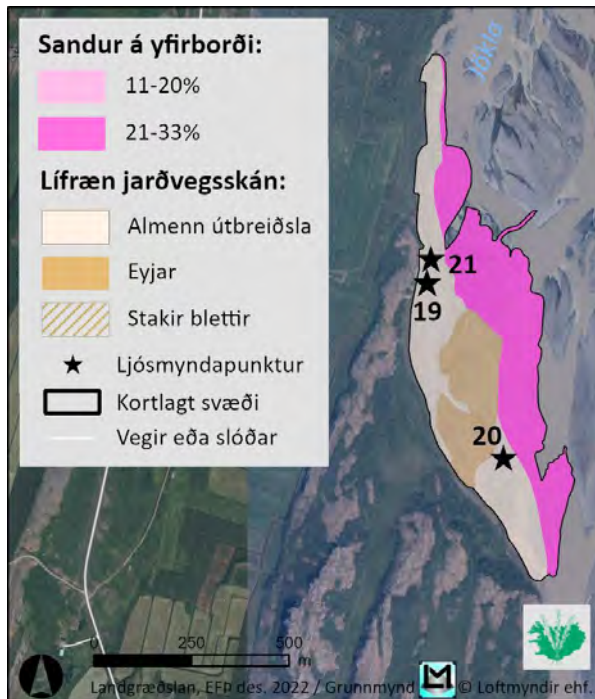 Sandur á yfirborði:
11-20%
21-33%
Lífræn jarðvegsskán:
Almenn útbreiðsla
Eyjar
Stakir blettir
Ljósmyndapunktur
Kortlagt svæði
Vegir eða slóðar
Jökla
21
19
20
0 250 500
m
Landgræðslan, EFÞ des. 2022 / Grunnmynd © Loftmyndir ehf.